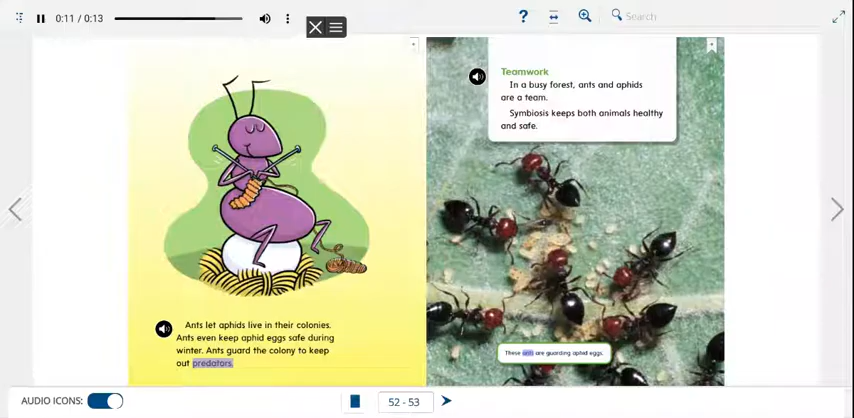 0:11 / 0:13
?
Search
Teamwork
In a busy forest, ants and aphids
are a team.
Symbiosis keeps both animals healthy
and safe.
Ants let aphids live in their colonies.
Ants even keep aphid eggs safe during
winter. Ants guard the colony to keep
out predators.
These ants are guarding aphid eggs.
AUDIO ICONS:
52 - 53